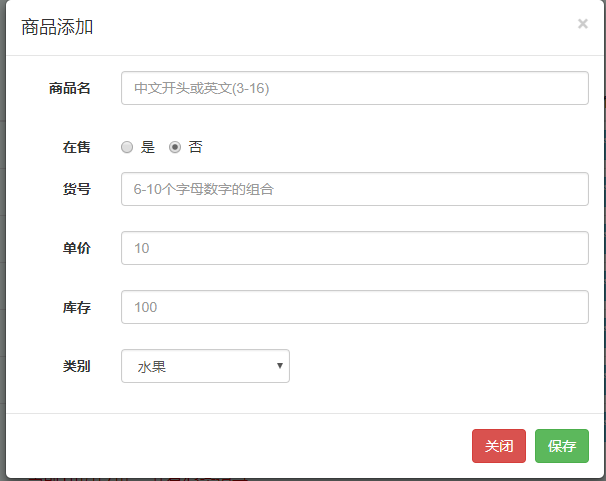 商品添加 ×
商品名 中文开头或英文(3-16)
在售 是 否
货号 6-10个字母数字的组合
单价 10
库存 100
类别 水果
关闭 保存